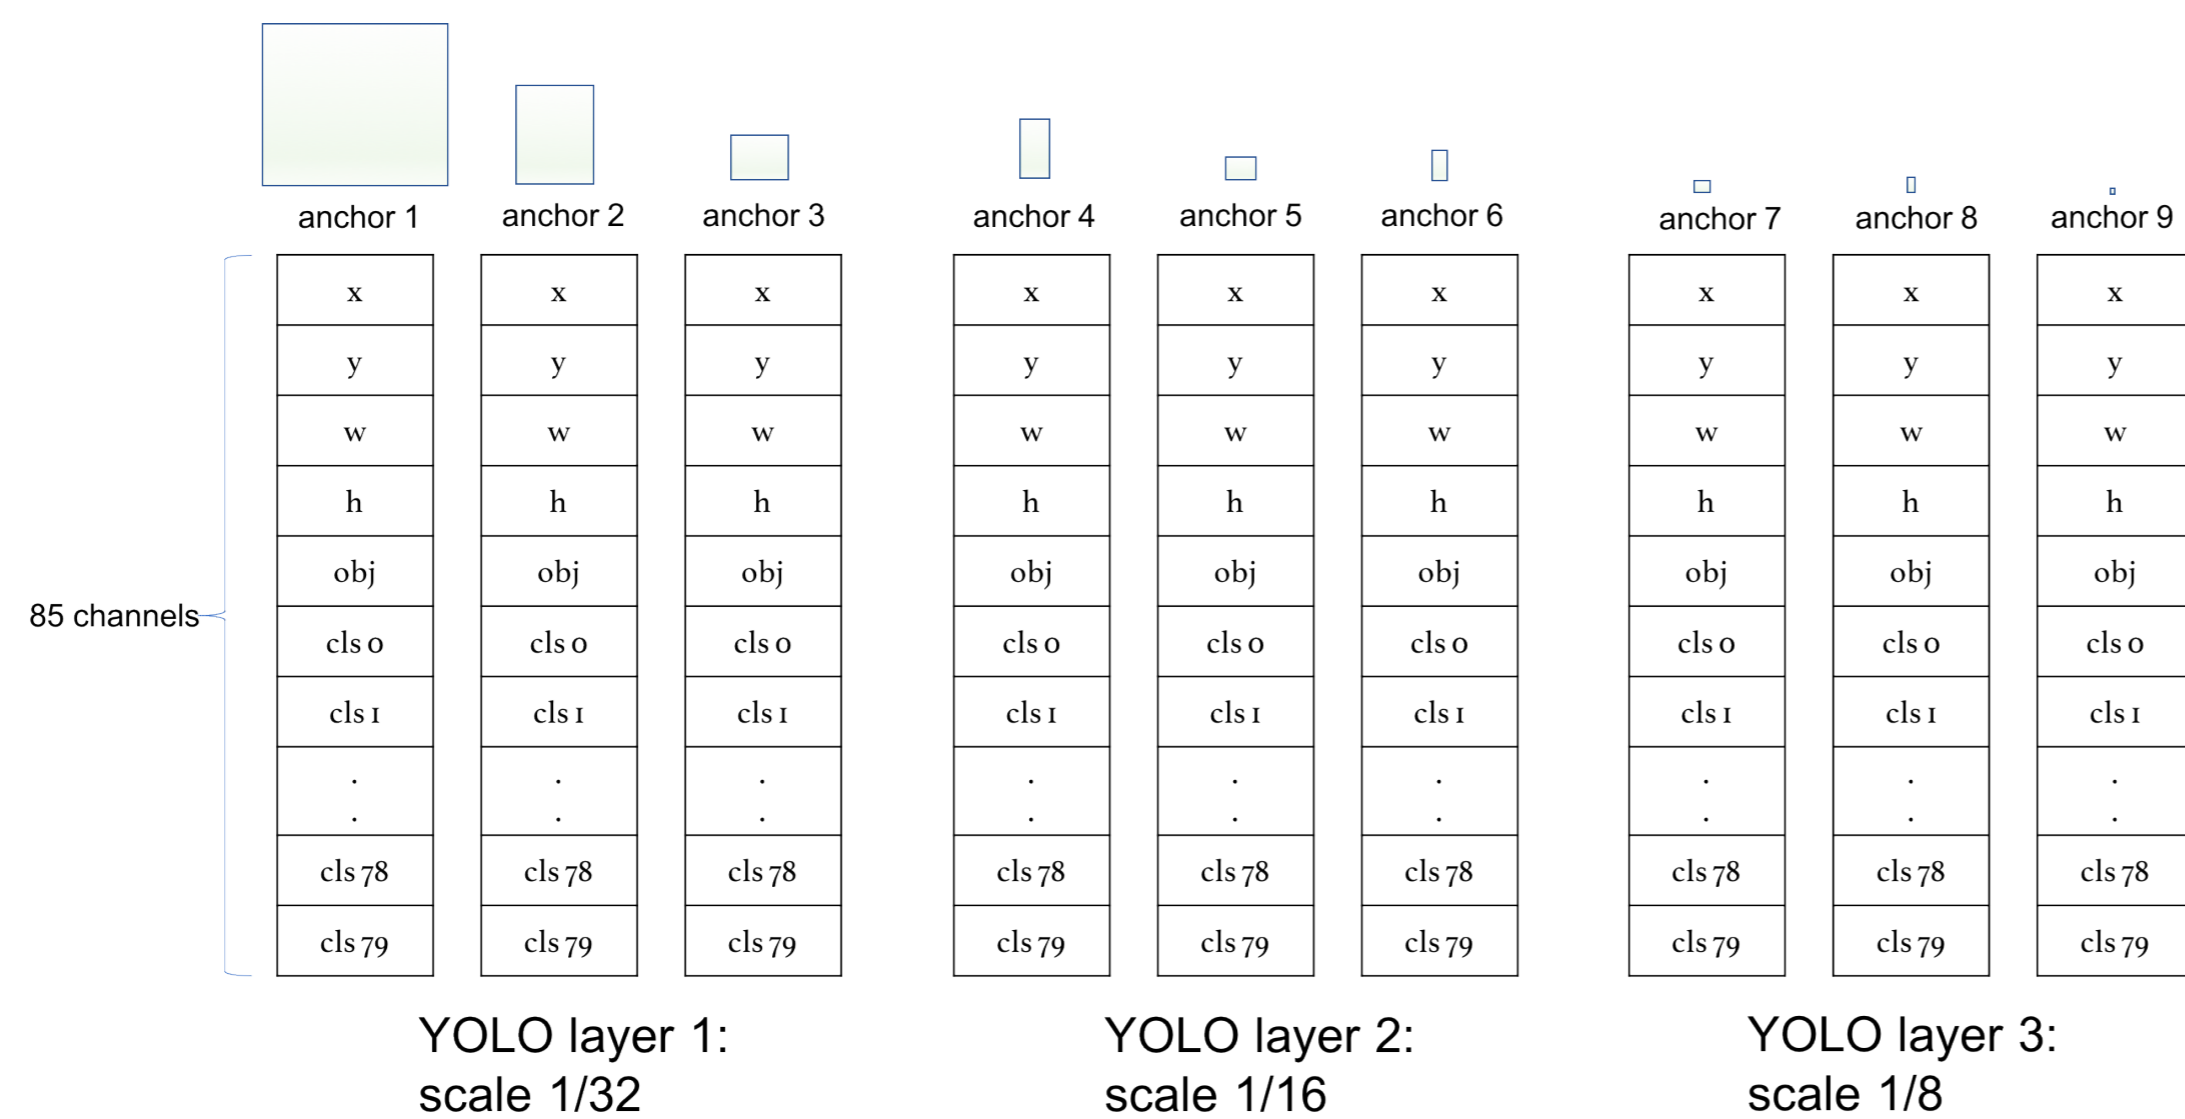 anchor 1 anchor 2 anchor 3 anchor 4 anchor 5 anchor 6 anchor 7 anchor 8 anchor 9
x x x x x x x x x
y y y y y y y y y
w w w w w w w w w
h h h h h h h h h
obj obj obj obj obj obj obj obj obj
85 channels
cls 0 cls 0 cls 0 cls 0 cls 0 cls 0 cls 0 cls 0 cls 0
cls 1 cls 1 cls 1 cls 1 cls 1 cls 1 cls 1 cls 1 cls 1
. . . . . . . . .
. . . . . . . . .
cls 78 cls 78 cls 78 cls 78 cls 78 cls 78 cls 78 cls 78 cls 78
cls 79 cls 79 cls 79 cls 79 cls 79 cls 79 cls 79 cls 79 cls 79
YOLO layer 1:
scale 1/32
YOLO layer 2:
scale 1/16
YOLO layer 3:
scale 1/8